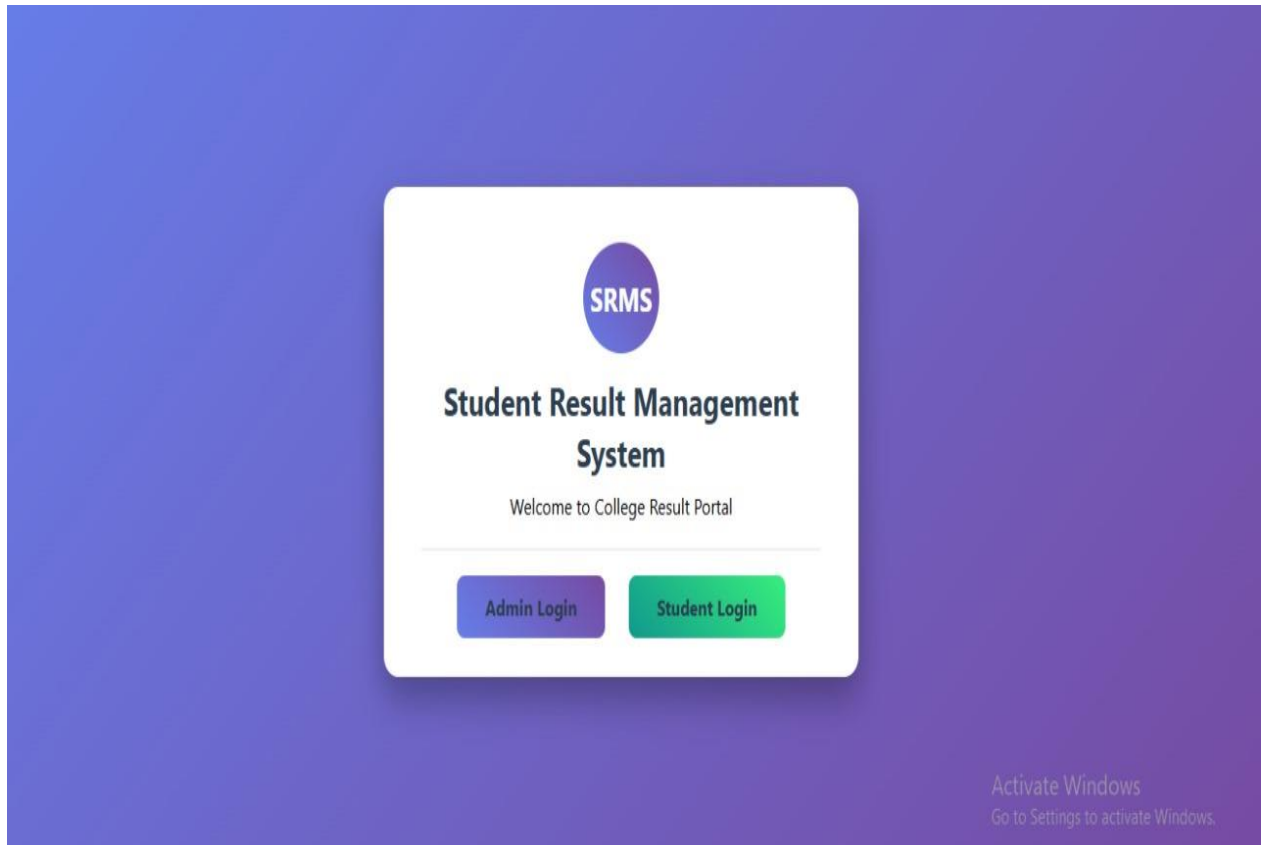 SRMS
Student Result Management
System
Welcome to College Result Portal
Admin Login
Student Login
Activate Windows
Go to Settings to activate Windows.